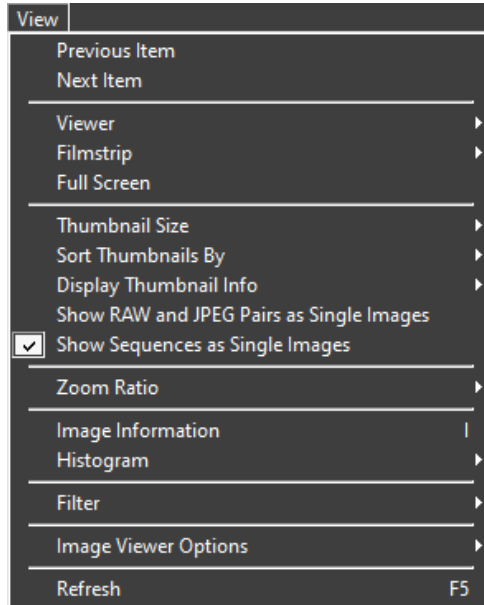 View
Previous Item
Next Item
Viewer
Filmstrip
Full Screen
Thumbnail Size
Sort Thumbnails By
Display Thumbnail Info
Show RAW and JPEG Pairs as Single Images
Show Sequences as Single Images
Zoom Ratio
Image Information I
Histogram
Filter
Image Viewer Options
Refresh F5